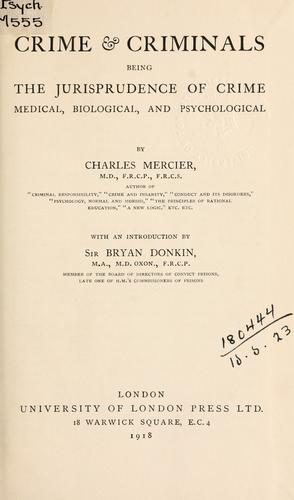 Psych
M555
CRIME & CRIMINALS
BEING
THE JURISPRUDENCE OF CRIME
MEDICAL, BIOLOGICAL, AND PSYCHOLOGICAL
BY
CHARLES MERCIER,
M.D., F.R.C.P., F.R.C.S.
AUTHOR OF
"CRIMINAL RESPONSIBILITY," "CRIME AND INSANITY," "CONDUCT AND ITS DISORDERS,"
"PSYCHOLOGY, NORMAL AND MORBID," "THE PRINCIPLES OF RATIONAL
EDUCATION," "A NEW LOGIC," ETC. ETC.
WITH AN INTRODUCTION BY
SIR BRYAN DONKIN,
M.A., M.D. OXON., F.R.C.P.
MEMBER OF THE BOARD OF DIRECTORS OF CONVICT PRISONS,
LATE ONE OF H.M.'S COMMISSIONERS OF PRISONS
180444
10.5.23
LONDON
UNIVERSITY OF LONDON PRESS LTD.
18 WARWICK SQUARE, E.C.4
1918